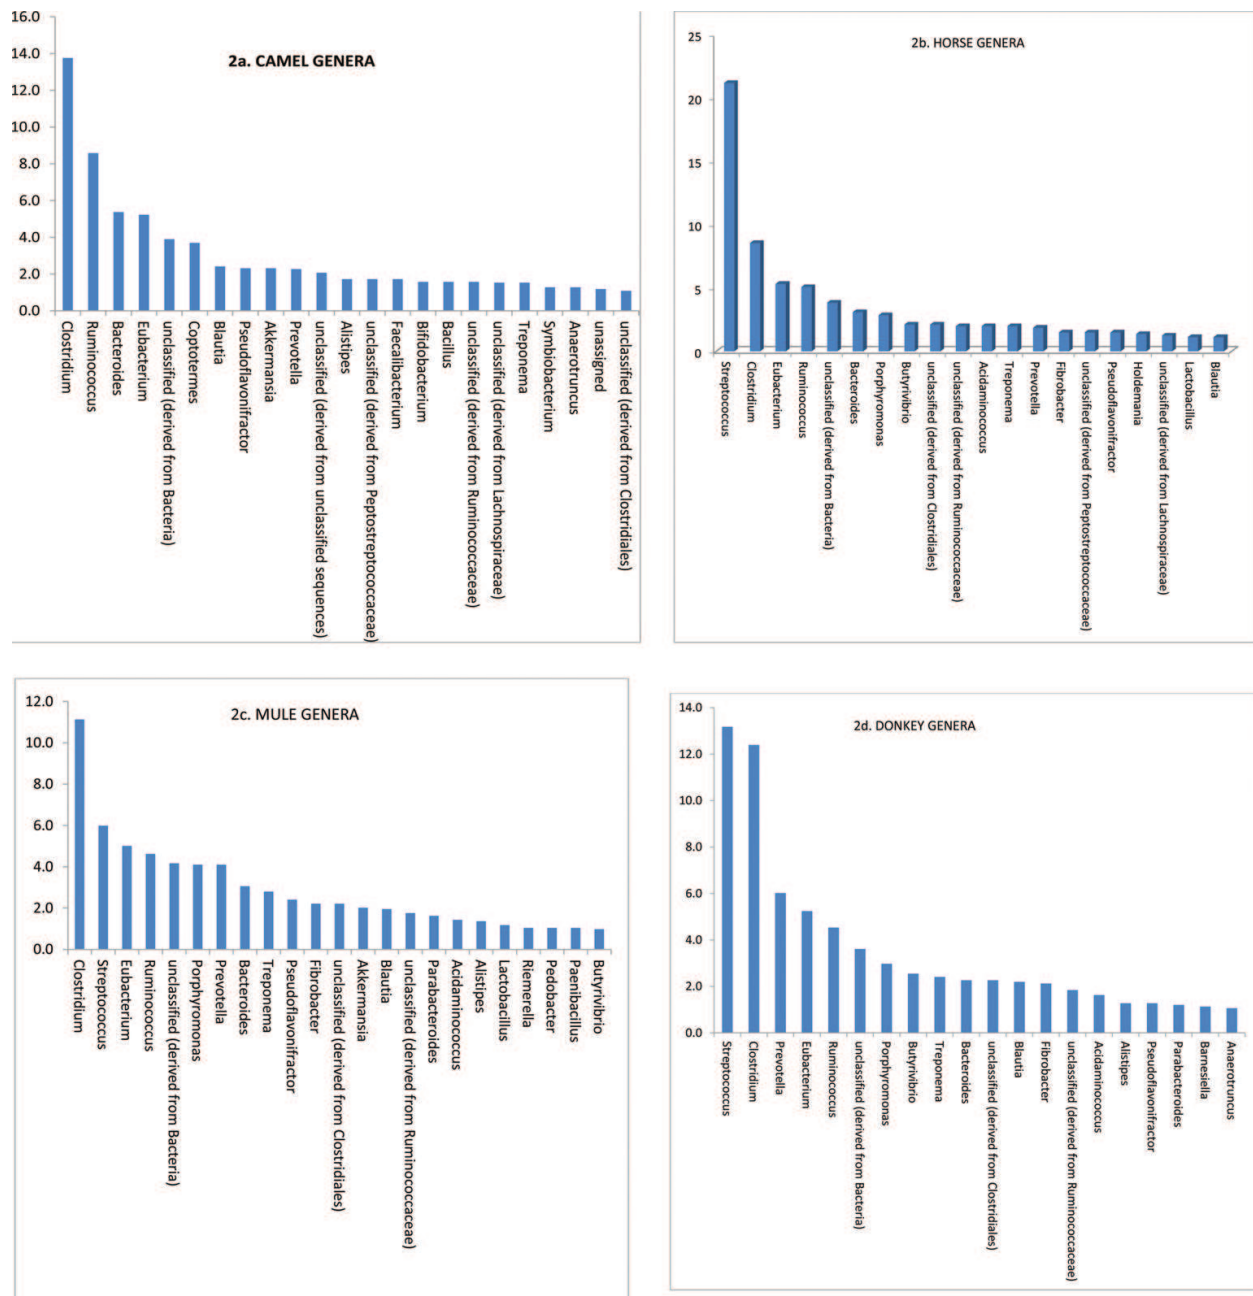 2a. CAMEL GENERA
16.0
14.0
12.0
10.0
8.0
6.0
4.0
2.0
0.0
Clostridium
Ruminococcus
Bacteroides
Eubacterium
unclassified (derived from Bacteria)
Coptotermes
Blautia
Pseudoflavonifractor
Akkermansia
Prevotella
unclassified (derived from unclassified sequences)
Alistipes
unclassified (derived from Peptostreptococcaceae)
Faecalibacterium
Bifidobacterium
Bacillus
unclassified (derived from Ruminococcaceae)
unclassified (derived from Lachnospiraceae)
Treponema
Symbiobacterium
Anaerotruncus
unassigned
unclassified (derived from Clostridiales)
2b. HORSE GENERA
25
20
15
10
5
0
Streptococcus
Clostridium
Eubacterium
Ruminococcus
unclassified (derived from Bacteria)
Bacteroides
Porphyromonas
Butyrivibrio
unclassified (derived from Clostridiales)
unclassified (derived from Ruminococcaceae)
Acidaminococcus
Treponema
Prevotella
Fibrobacter
unclassified (derived from Peptostreptococcaceae)
Pseudoflavonifractor
Holdemania
unclassified (derived from Lachnospiraceae)
Lactobacillus
Blautia
2c. MULE GENERA
12.0
10.0
8.0
6.0
4.0
2.0
0.0
Clostridium
Streptococcus
Eubacterium
Ruminococcus
unclassified (derived from Bacteria)
Porphyromonas
Prevotella
Bacteroides
Treponema
Pseudoflavonifractor
Fibrobacter
unclassified (derived from Clostridiales)
Akkermansia
Blautia
unclassified (derived from Ruminococcaceae)
Parabacteroides
Acidaminococcus
Alistipes
Lactobacillus
Riemerella
Pedobacter
Paenibacillus
Butyrivibrio
2d. DONKEY GENERA
14.0
12.0
10.0
8.0
6.0
4.0
2.0
0.0
Streptococcus
Clostridium
Prevotella
Eubacterium
Ruminococcus
unclassified (derived from Bacteria)
Porphyromonas
Butyrivibrio
Treponema
Bacteroides
unclassified (derived from Clostridiales)
Blautia
Fibrobacter
unclassified (derived from Ruminococcaceae)
Acidaminococcus
Alistipes
Pseudoflavonifractor
Parabacteroides
Barnesiella
Anaerotruncus